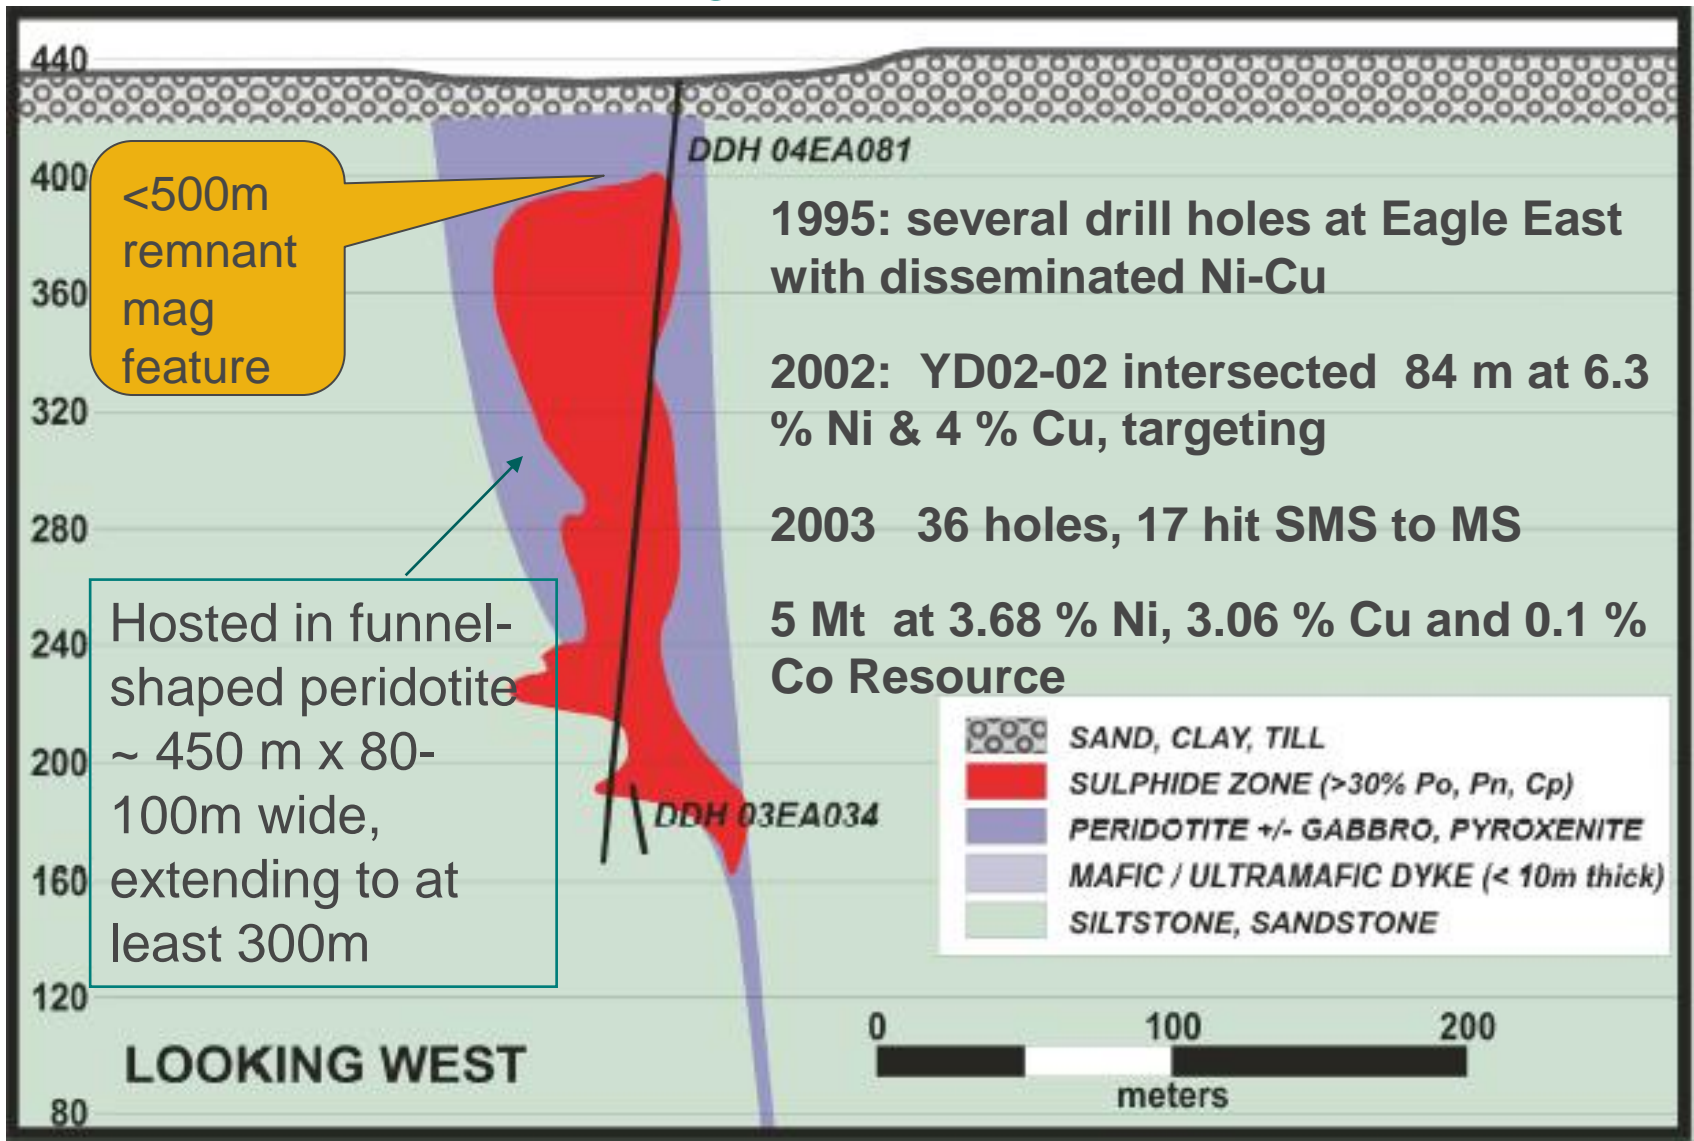 440
400
360
320
280
240
200
160
120
80
<500m
remnant
mag
feature
DDH 04EA081
1995: several drill holes at Eagle East
with disseminated Ni-Cu
2002:  YD02-02 intersected  84 m at 6.3
% Ni & 4 % Cu, targeting
2003   36 holes, 17 hit SMS to MS
5 Mt  at 3.68 % Ni, 3.06 % Cu and 0.1 %
Co Resource
Hosted in funnel-
shaped peridotite
~ 450 m x 80-
100m wide,
extending to at
least 300m
DDH 03EA034
SAND, CLAY, TILL
SULPHIDE ZONE (>30% Po, Pn, Cp)
PERIDOTITE +/- GABBRO, PYROXENITE
MAFIC / ULTRAMAFIC DYKE (< 10m thick)
SILTSTONE, SANDSTONE
LOOKING WEST
0 100 200
meters